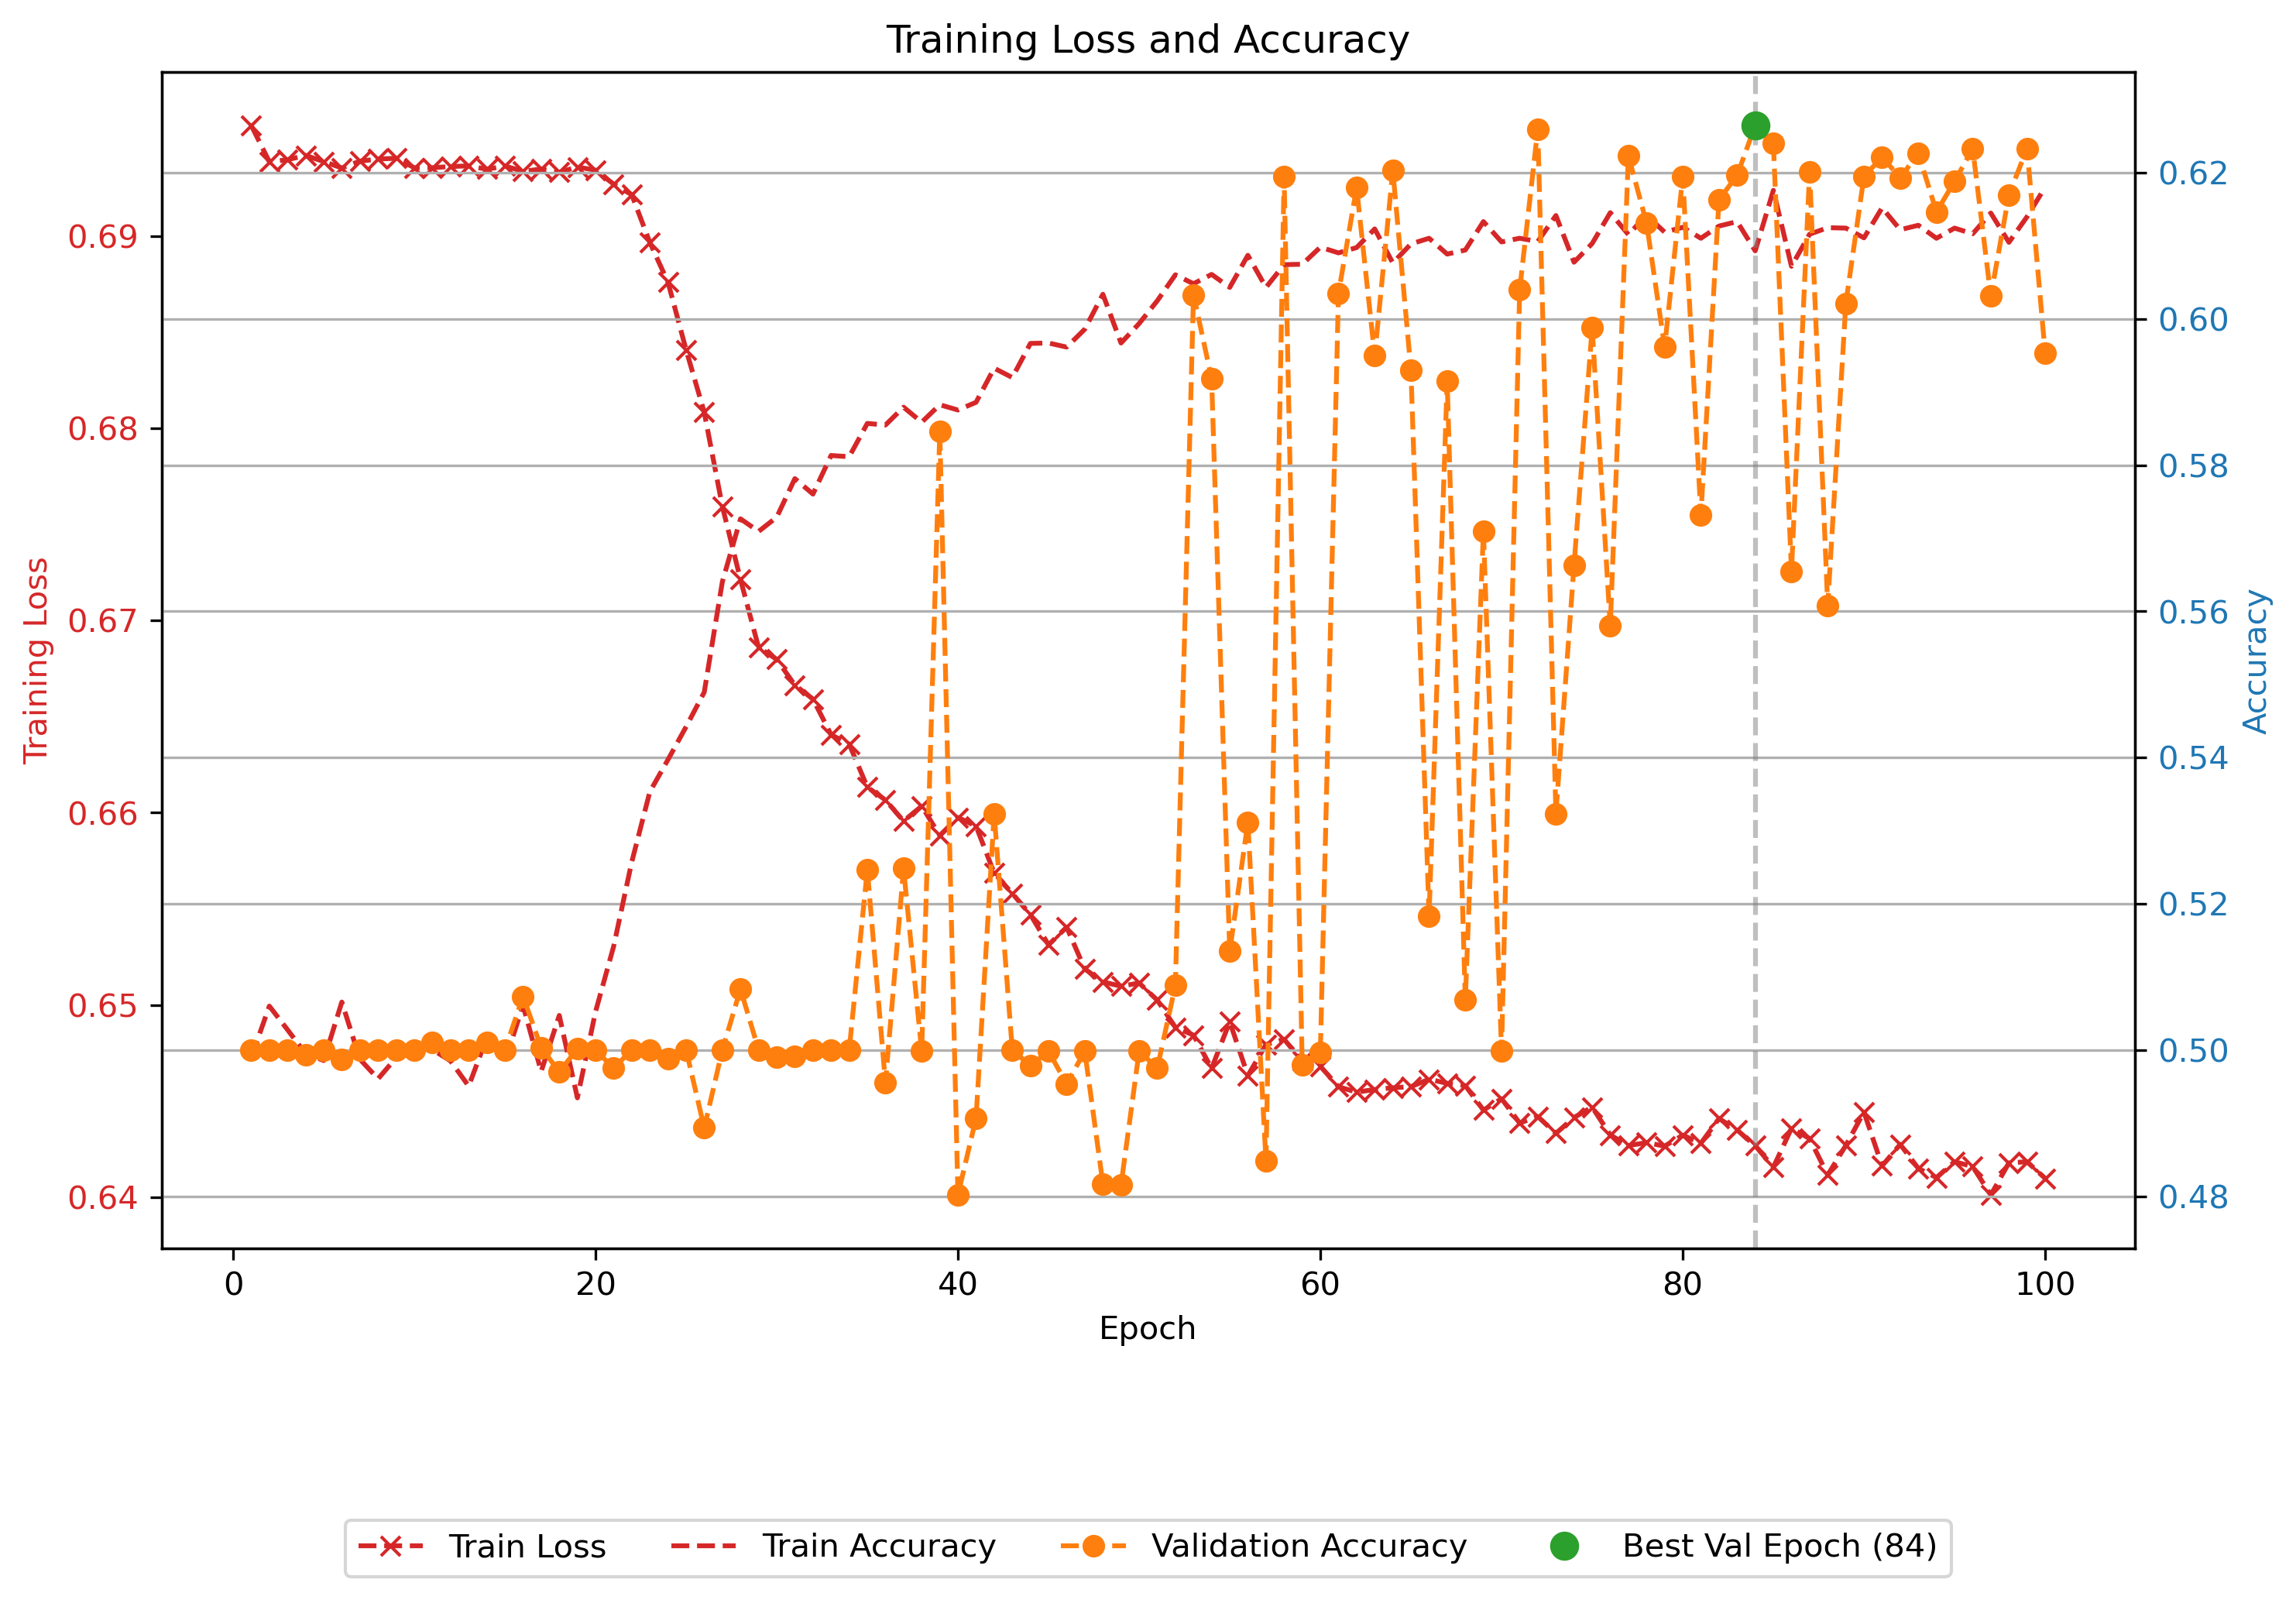 Training Loss and Accuracy
0.69
0.68
0.67
0.66
0.65
0.64
Training Loss
0.62
0.60
0.58
0.56
0.54
0.52
0.50
0.48
Accuracy
0 20 40 60 80 100
Epoch
Train Loss Train Accuracy Validation Accuracy Best Val Epoch (84)